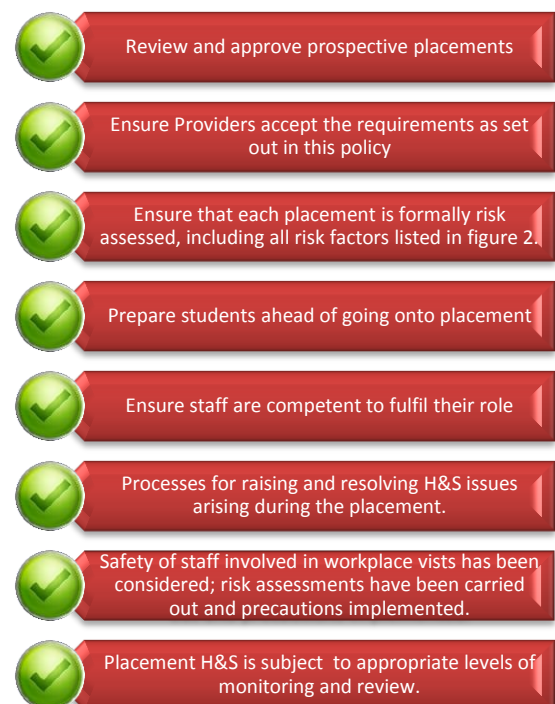 Review and approve prospective placements
Ensure Providers accept the requirements as set
out in this policy
Ensure that each placement is formally risk
assessed, including all risk factors listed in figure 2.
Prepare students ahead of going onto placement
Ensure staff are competent to fulfil their role
Processes for raising and resolving H&S issues
arising during the placement.
Safety of staff involved in workplace vists has been
considered; risk assessments have been carried
out and precautions implemented.
Placement H&S is subject  to appropriate levels of
monitoring and review.